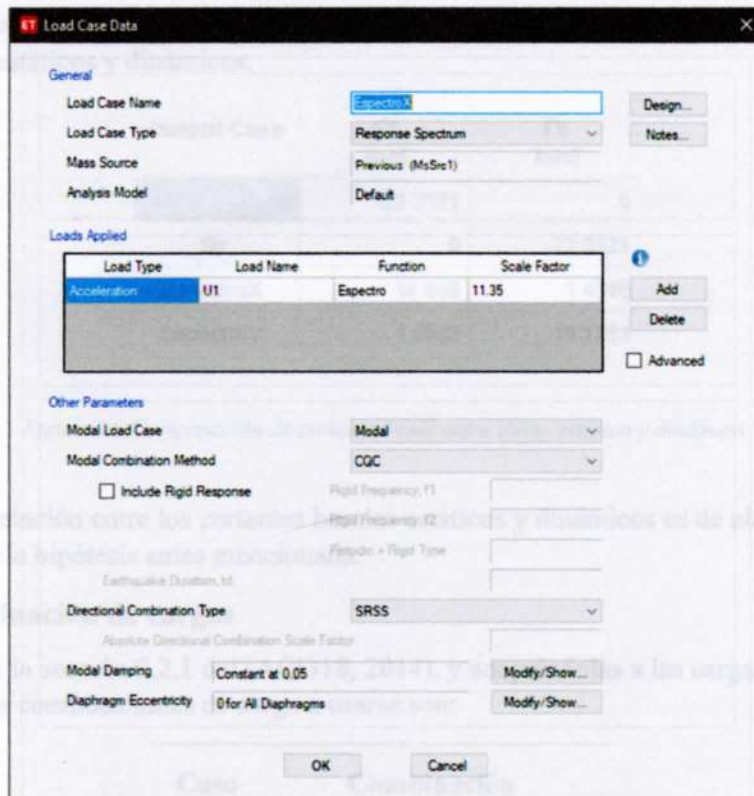 ET Load Case Data
estáticos y dinámicos.
General
Load Case Name EspectroX Design...
Load Case Type Response Spectrum Notes...
Mass Source Previous (MsSrc1)
Analysis Model Default
Loads Applied
Load Type Load Name Function Scale Factor
Acceleration U1 Espectro 11.35 Add
Delete
Advanced
Other Parameters
Modal Load Case Modal
Modal Combination Method CQC
Include Rigid Response Rigid Frequency, f1
Rigid Frequency, f2
Periodic + Rigid Type
Earthquake Duration, td
Directional Combination Type SRSS
Absolute Directional Combination Scale Factor
Modal Damping Constant at 0.05 Modify/Show...
Diaphragm Eccentricity 0 for All Diaphragms Modify/Show...
OK Cancel